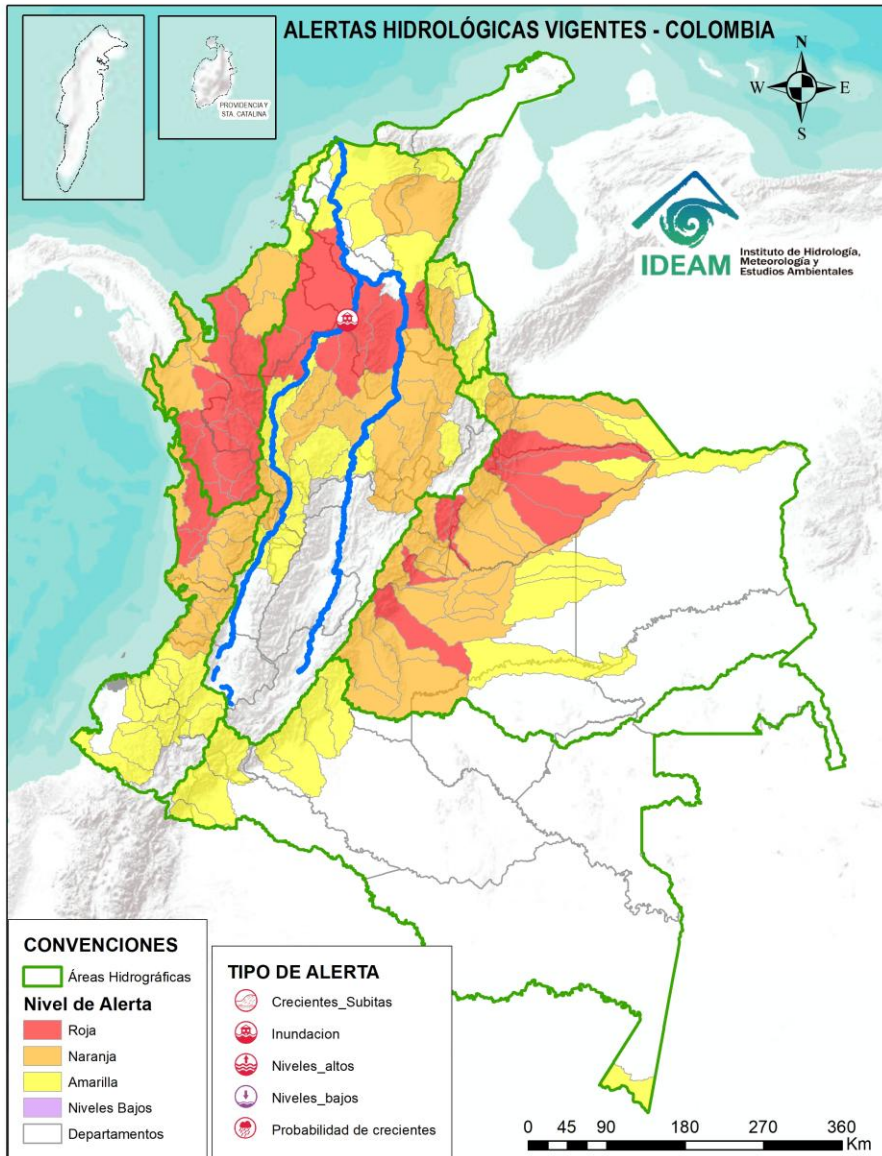 ALERTAS HIDROLÓGICAS VIGENTES - COLOMBIA
PROVIDENCIA Y
STA. CATALINA
N
W
E
S
IDEAM
Instituto de Hidrología,
Meteorología y
Estudios Ambientales
CONVENCIONES
Áreas Hidrográficas
Nivel de Alerta
Roja
Naranja
Amarilla
Niveles Bajos
Departamentos
TIPO DE ALERTA
Crecientes_Subitas
Inundacion
Niveles_altos
Niveles_bajos
Probabilidad de crecientes
0 45 90 180 270 360
Km